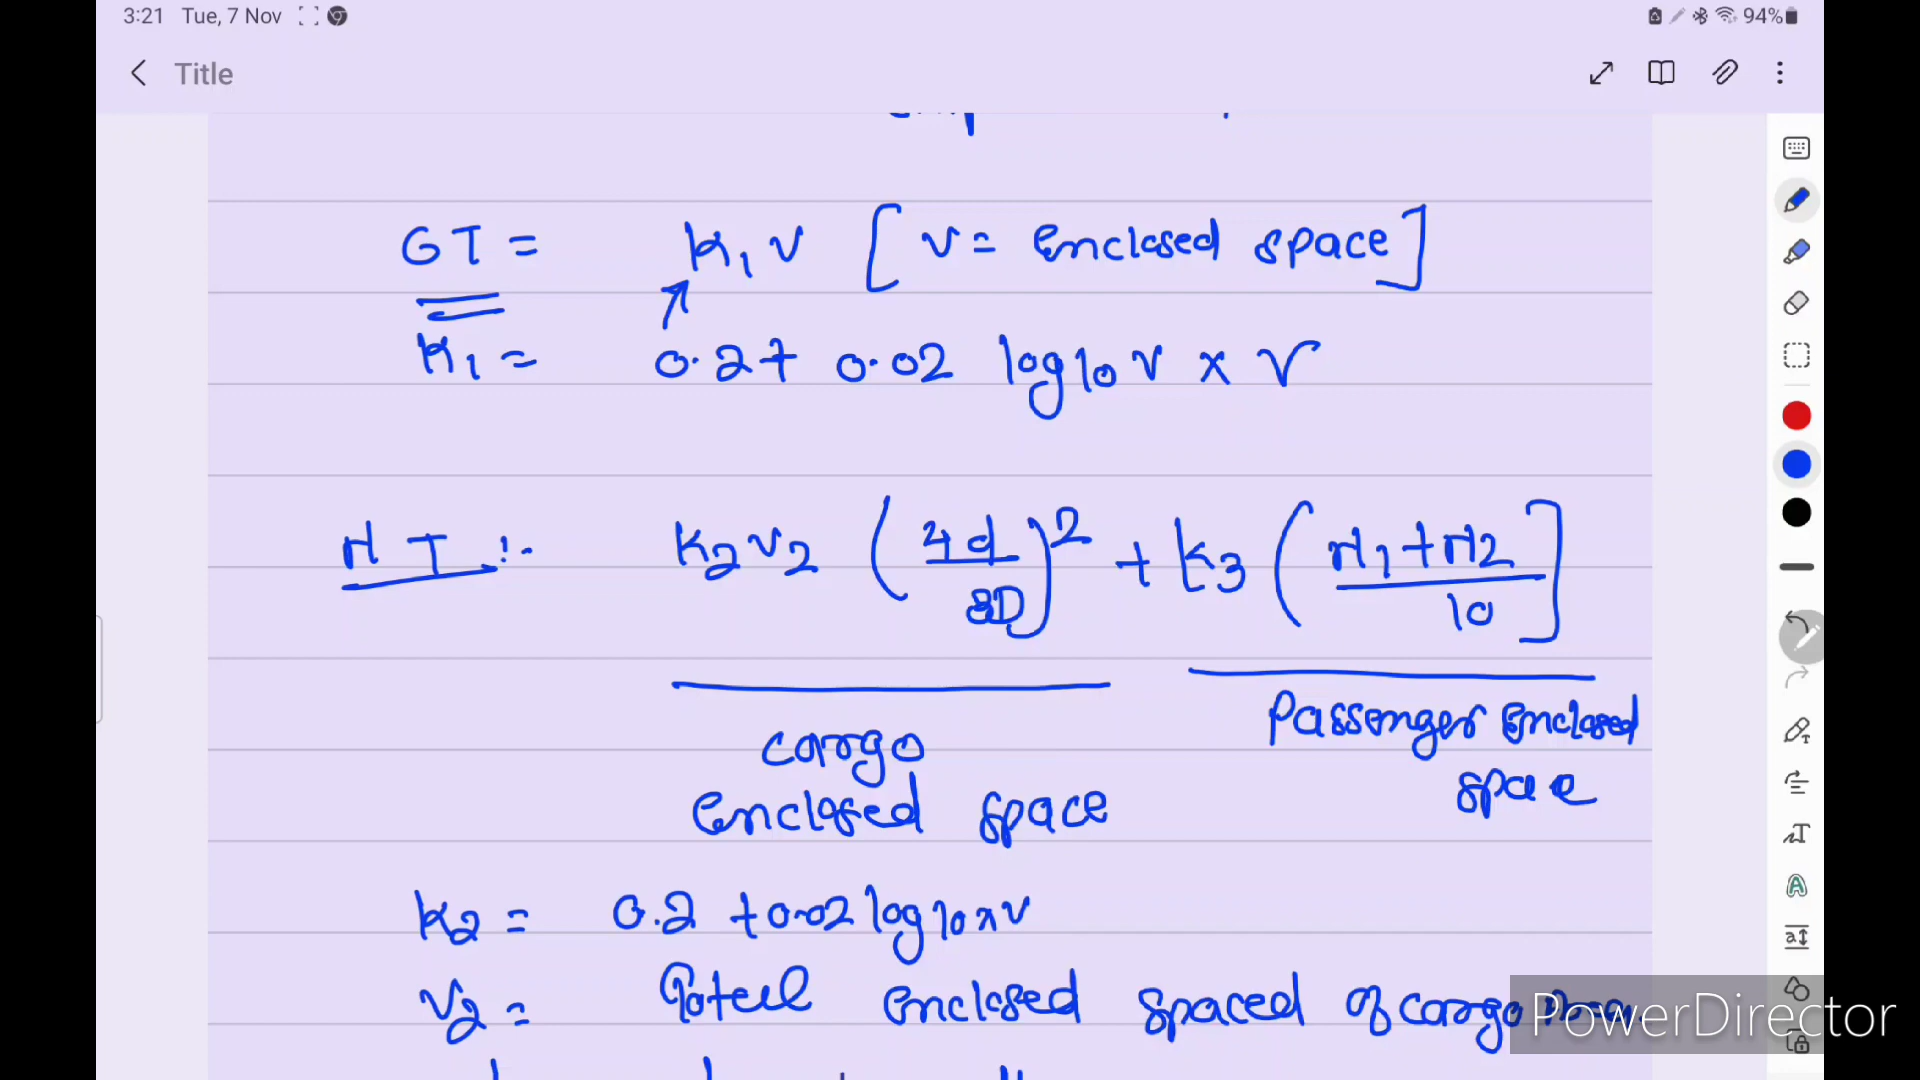 3:21 Tue, 7 Nov 94%
Title
GT = K₁ V [V = Enclosed space]
K₁ = 0.2 + 0.02 log10 V x V
NT :- K₂V₂ (4d/3D)² + K₃ (N₁+N₂/10]
Passenger Enclosed
cargo
space
enclosed space
K₂ = 0.2 + 0.02 log10 x V
V₂ = Total enclosed spaced of cargo
PowerDirector